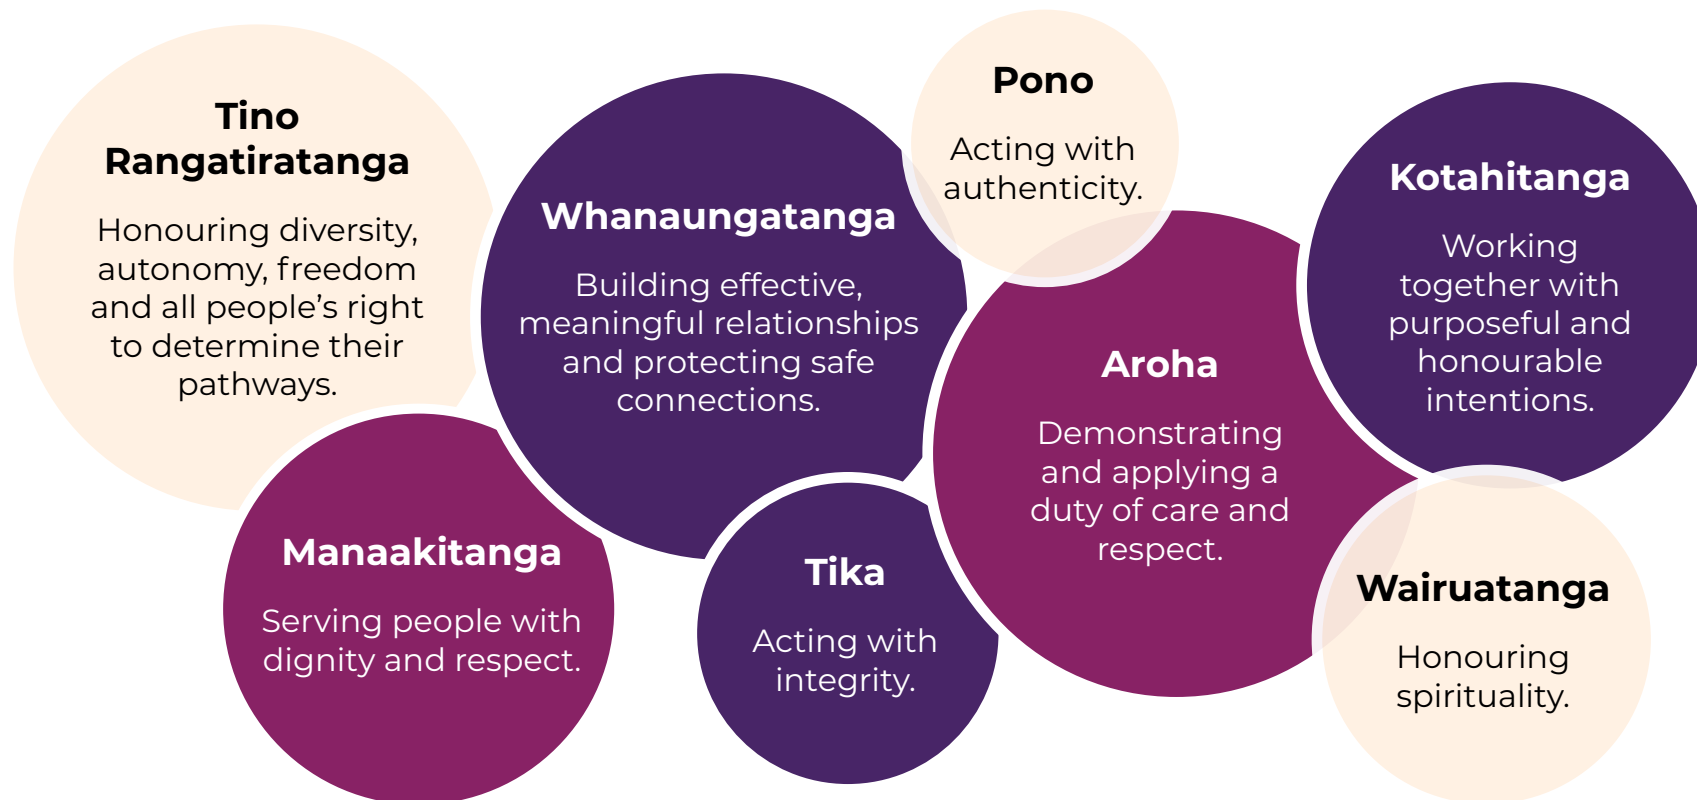 Tino
Rangatiratanga
Honouring diversity,
autonomy, freedom
and all people’s right
to determine their
pathways.
Manaakitanga
Serving people with
dignity and respect.
Whanaungatanga
Building effective,
meaningful relationships
and protecting safe
connections.
Tika
Acting with
integrity.
Pono
Acting with
authenticity.
Aroha
Demonstrating
and applying a
duty of care and
respect.
Kotahitanga
Working
together with
purposeful and
honourable
intentions.
Wairuatanga
Honouring
spirituality.